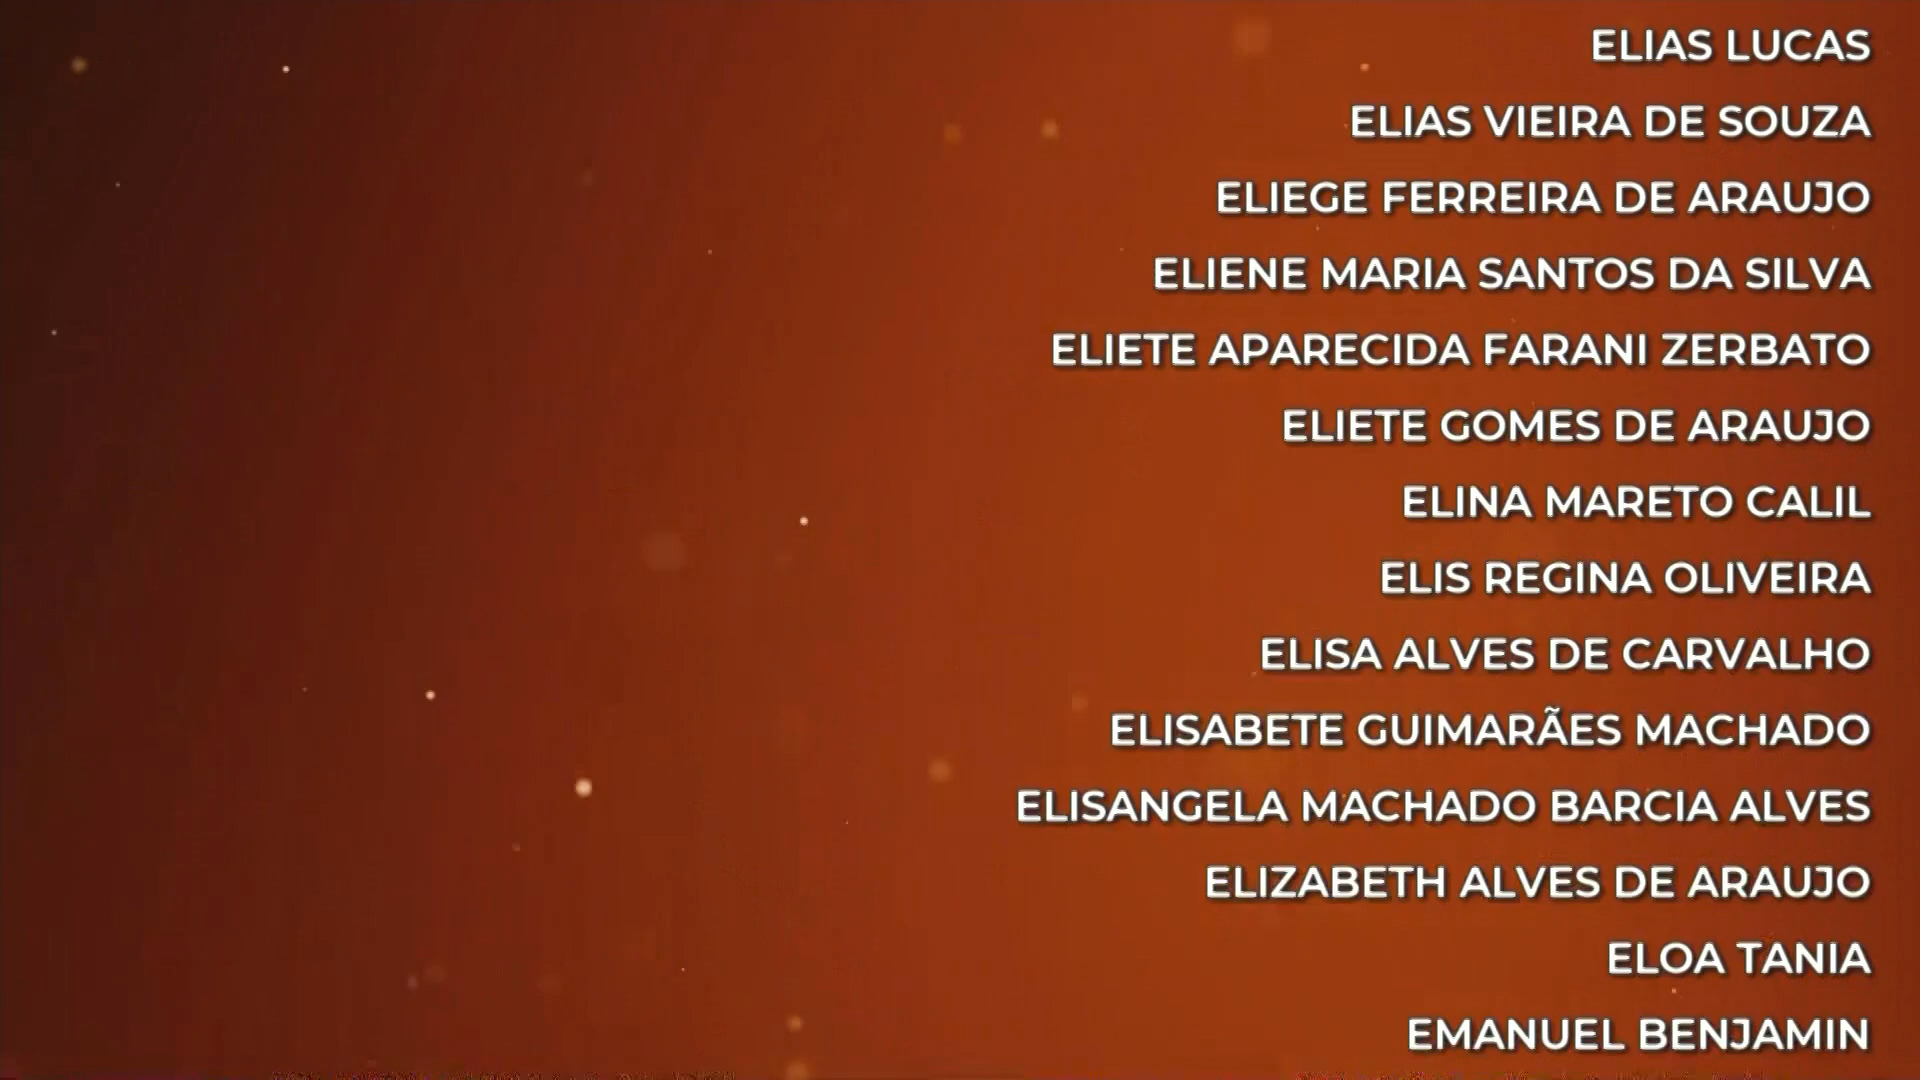 ELIAS LUCAS
ELIAS VIEIRA DE SOUZA
ELIEGE FERREIRA DE ARAUJO
ELIENE MARIA SANTOS DA SILVA
ELIETE APARECIDA FARANI ZERBATO
ELIETE GOMES DE ARAUJO
ELINA MARETO CALIL
ELIS REGINA OLIVEIRA
ELISA ALVES DE CARVALHO
ELISABETE GUIMARÃES MACHADO
ELISANGELA MACHADO BARCIA ALVES
ELIZABETH ALVES DE ARAUJO
ELOA TANIA
EMANUEL BENJAMIN